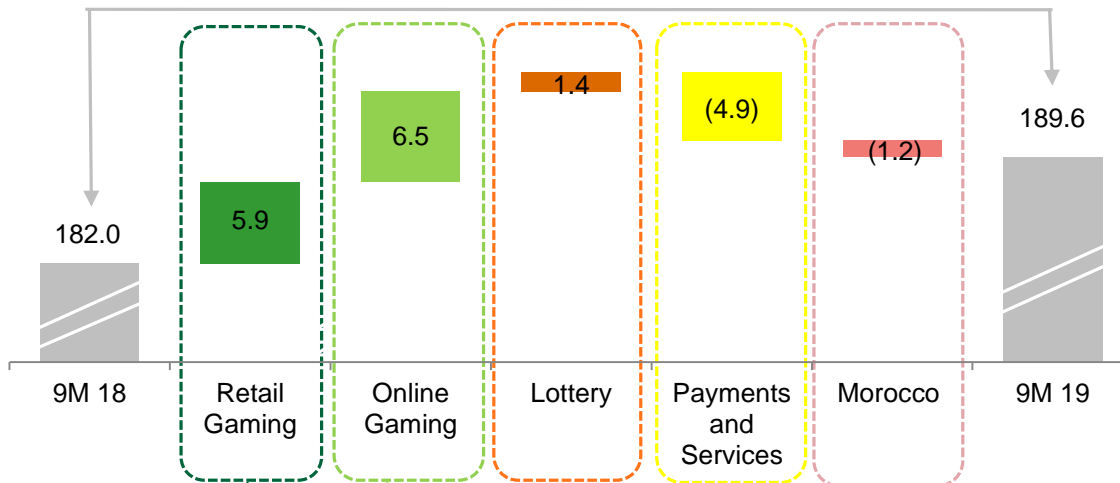 182.0
5.9
6.5
1.4
(4.9)
(1.2)
189.6
9M 18
Retail
Gaming
Online
Gaming
Lottery
Payments
and
Services
Morocco
9M 19